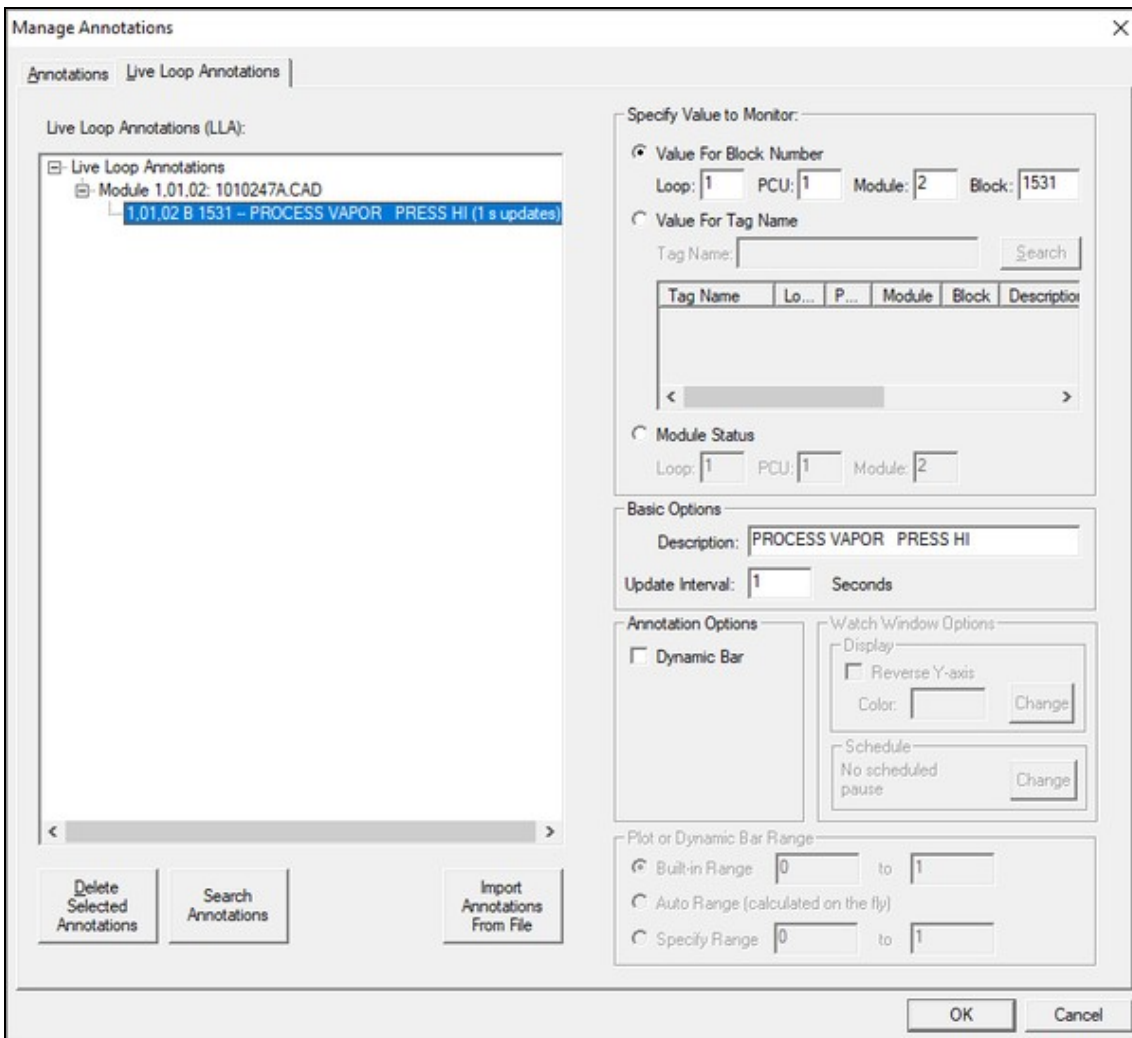 Manage Annotations
Annotations Live Loop Annotations
Live Loop Annotations (LLA):
Live Loop Annotations
Module 1,01,02: 1010247A.CAD
1,01,02 B 1531 -- PROCESS VAPOR PRESS HI (1 s updates)
Delete Selected Annotations
Search Annotations
Import Annotations From File
Specify Value to Monitor:
Value For Block Number
Loop: 1 PCU: 1 Module: 2 Block: 1531
Value For Tag Name
Tag Name: Search
Tag Name Lo... P... Module Block Description
Module Status
Loop: 1 PCU: 1 Module: 2
Basic Options
Description: PROCESS VAPOR PRESS HI
Update Interval: 1 Seconds
Annotation Options
Dynamic Bar
Watch Window Options
Display
Reverse Y-axis
Color: Change
Schedule
No scheduled pause Change
Plot or Dynamic Bar Range
Built-in Range 0 to 1
Auto Range (calculated on the fly)
Specify Range 0 to 1
OK Cancel